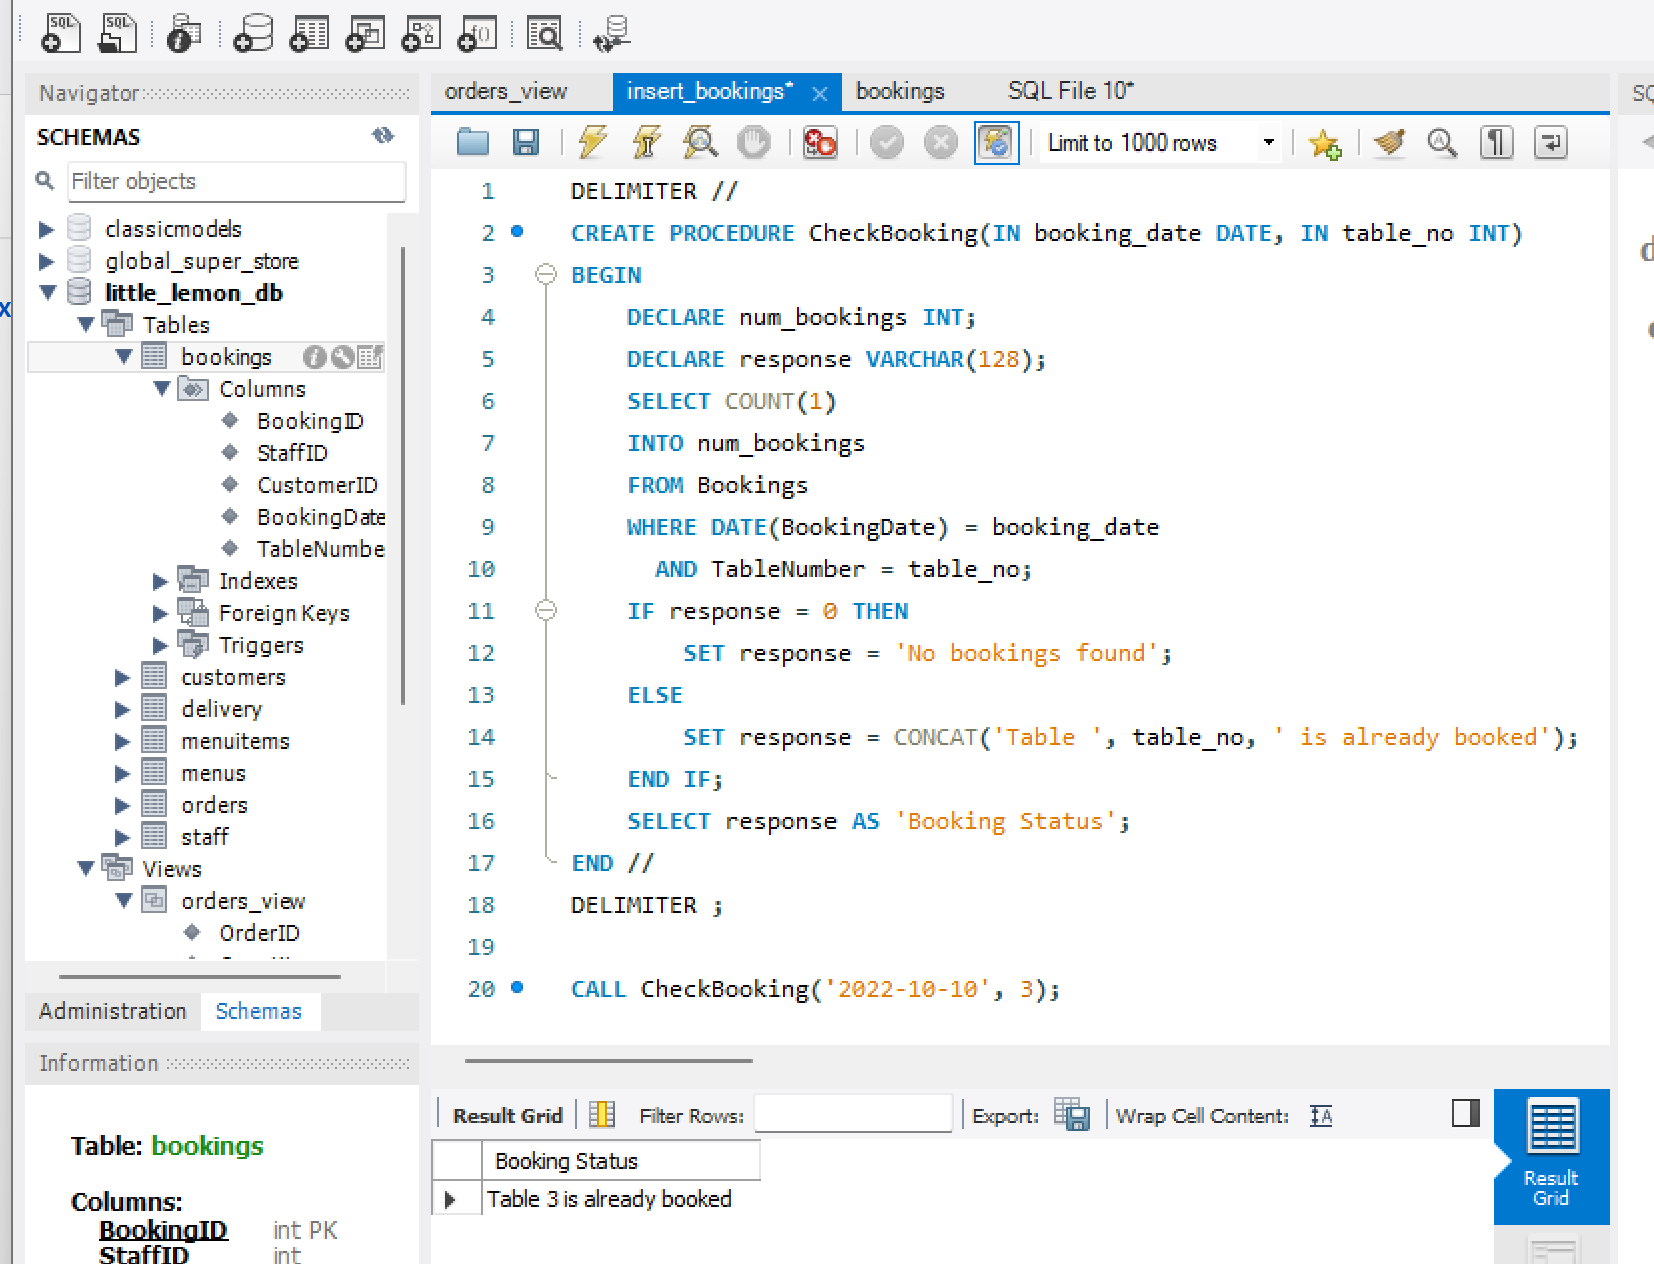 SQL
SQL
Navigator
SCHEMAS
Filter objects
classicmodels
global_super_store
little_lemon_db
Tables
bookings
Columns
BookingID
StaffID
CustomerID
BookingDate
TableNumbe
Indexes
Foreign Keys
Triggers
customers
delivery
menuitems
menus
orders
staff
Views
orders_view
OrderID
Administration Schemas
Information
Table: bookings
Columns:
BookingID int PK
StaffID int
orders_view insert_bookings* bookings SQL File 10*
Limit to 1000 rows
1 DELIMITER //
2 CREATE PROCEDURE CheckBooking(IN booking_date DATE, IN table_no INT)
3 BEGIN
4 DECLARE num_bookings INT;
5 DECLARE response VARCHAR(128);
6 SELECT COUNT(1)
7 INTO num_bookings
8 FROM Bookings
9 WHERE DATE(BookingDate) = booking_date
10 AND TableNumber = table_no;
11 IF response = 0 THEN
12 SET response = 'No bookings found';
13 ELSE
14 SET response = CONCAT('Table ', table_no, ' is already booked');
15 END IF;
16 SELECT response AS 'Booking Status';
17 END //
18 DELIMITER ;
19
20 CALL CheckBooking('2022-10-10', 3);
Result Grid Filter Rows: Export: Wrap Cell Content:
Booking Status
Table 3 is already booked
Result
Grid